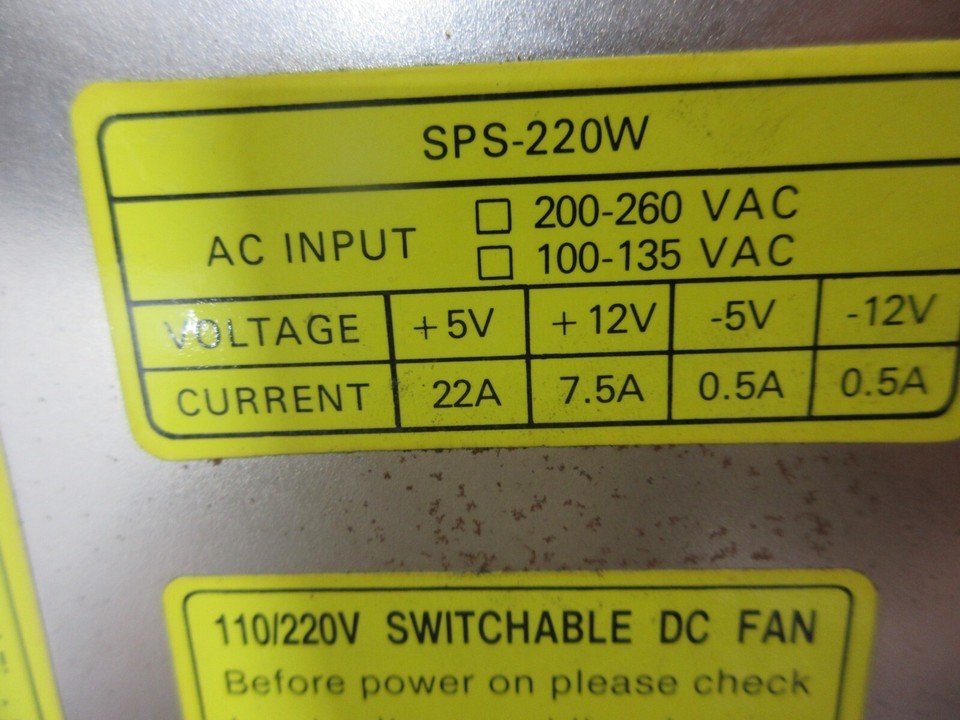 SPS-220W
AC INPUT
☐ 200-260 VAC
☐ 100-135 VAC
VOLTAGE +5V +12V -5V -12V
CURRENT 22A 7.5A 0.5A 0.5A
110/220V SWITCHABLE DC FAN
Before power on please check